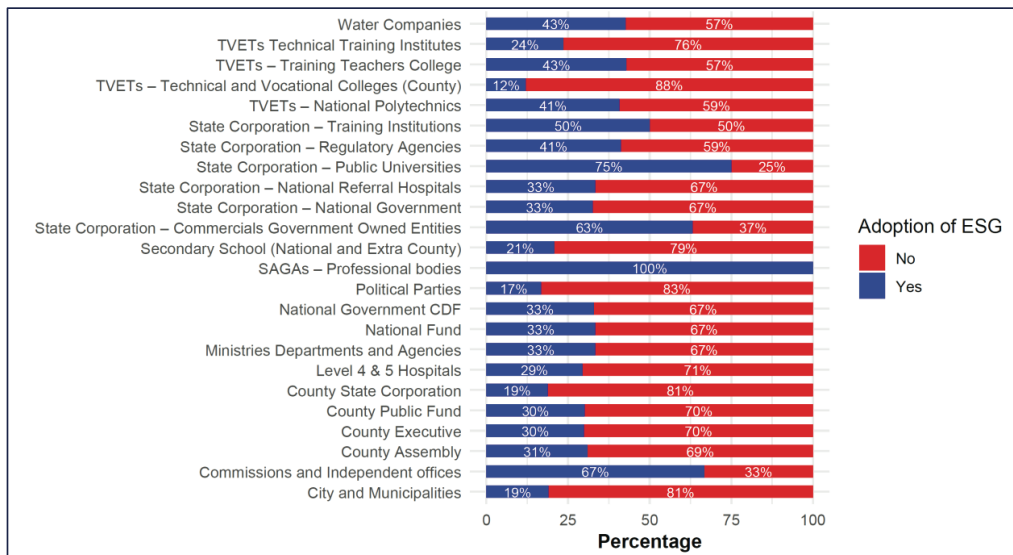 Water Companies 43% 57%
TVETs Technical Training Institutes 24% 76%
TVETs – Training Teachers College 43% 57%
TVETs – Technical and Vocational Colleges (County) 12% 88%
TVETs – National Polytechnics 41% 59%
State Corporation – Training Institutions 50% 50%
State Corporation – Regulatory Agencies 41% 59%
State Corporation – Public Universities 75% 25%
State Corporation – National Referral Hospitals 33% 67%
State Corporation – National Government 33% 67%
State Corporation – Commercials Government Owned Entities 63% 37%
Secondary School (National and Extra County) 21% 79%
SAGAs – Professional bodies 100%
Political Parties 17% 83%
National Government CDF 33% 67%
National Fund 33% 67%
Ministries Departments and Agencies 33% 67%
Level 4 & 5 Hospitals 29% 71%
County State Corporation 19% 81%
County Public Fund 30% 70%
County Executive 30% 70%
County Assembly 31% 69%
Commissions and Independent offices 67% 33%
City and Municipalities 19% 81%
0 25 50 75 100
Percentage
Adoption of ESG
No
Yes